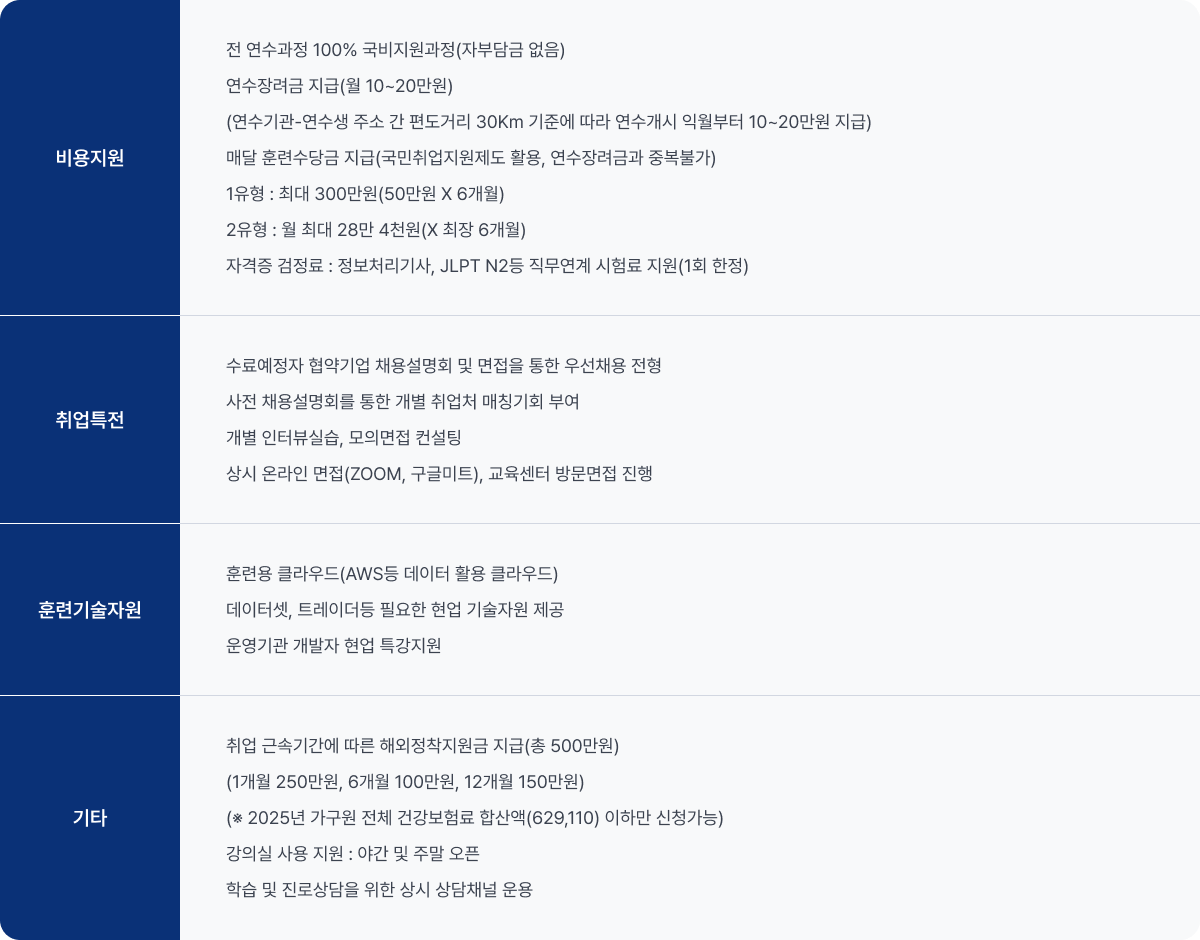 비용지원
전 연수과정 100% 국비지원과정(자부담금 없음)
연수장려금 지급(월 10~20만원)
(연수기관-연수생 주소 간 편도거리 30Km 기준에 따라 연수개시 익월부터 10~20만원 지급)
매달 훈련수당금 지급(국민취업지원제도 활용, 연수장려금과 중복불가)
1유형 : 최대 300만원(50만원 X 6개월)
2유형 : 월 최대 28만 4천원(X 최장 6개월)
자격증 검정료 : 정보처리기사, JLPT N2등 직무연계 시험료 지원(1회 한정)
취업특전
수료예정자 협약기업 채용설명회 및 면접을 통한 우선채용 전형
사전 채용설명회를 통한 개별 취업처 매칭기회 부여
개별 인터뷰실습, 모의면접 컨설팅
상시 온라인 면접(ZOOM, 구글미트), 교육센터 방문면접 진행
훈련기술자원
훈련용 클라우드(AWS등 데이터 활용 클라우드)
데이터셋, 트레이더등 필요한 현업 기술자원 제공
운영기관 개발자 현업 특강지원
기타
취업 근속기간에 따른 해외정착지원금 지급(총 500만원)
(1개월 250만원, 6개월 100만원, 12개월 150만원)
(※ 2025년 가구원 전체 건강보험료 합산액(629,110) 이하만 신청가능)
강의실 사용 지원 : 야간 및 주말 오픈
학습 및 진로상담을 위한 상시 상담채널 운용